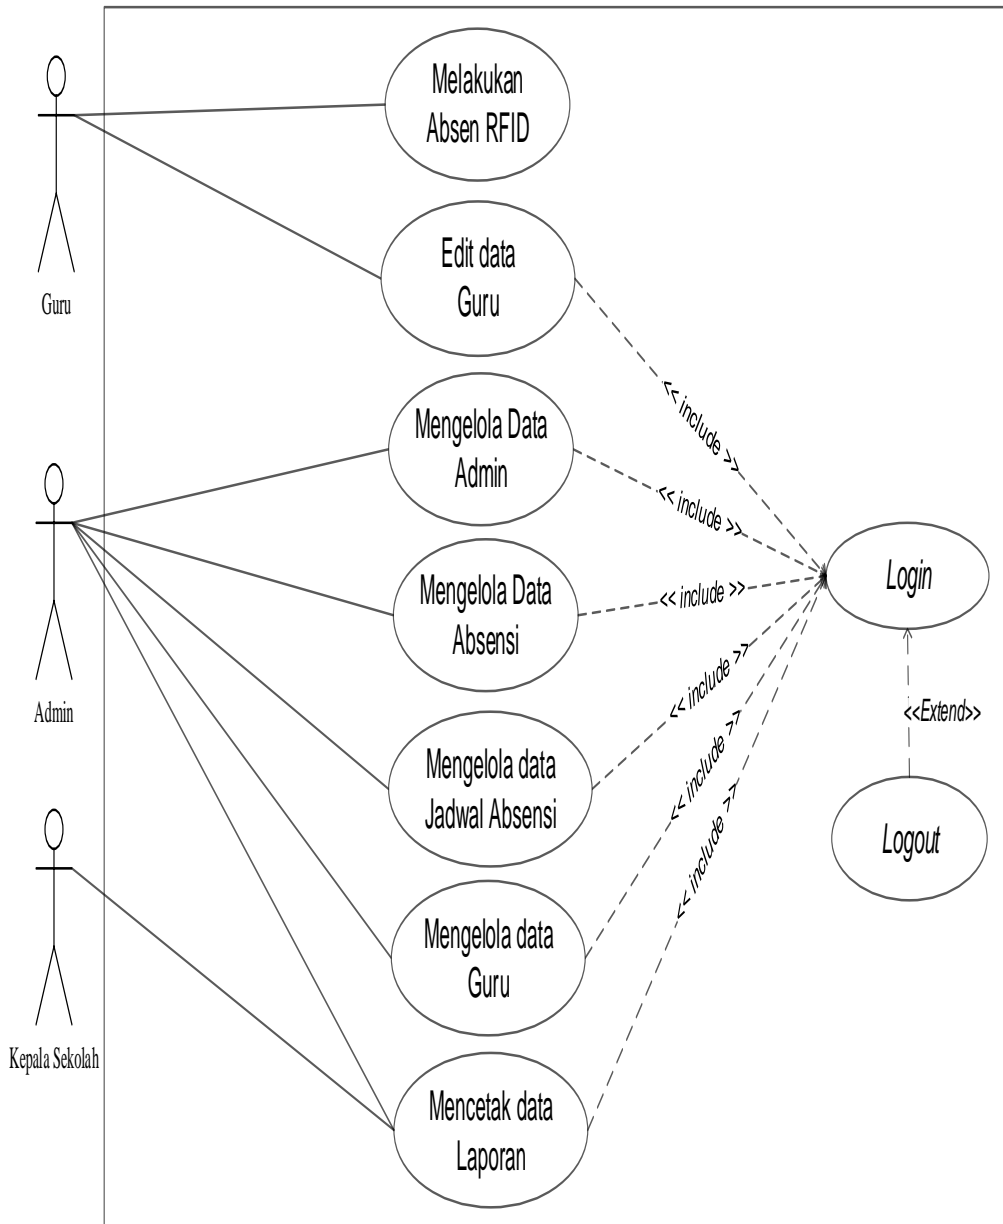 Melakukan
Absen RFID
Guru
Edit data
Guru
<< include >>
Mengelola Data
Admin
<< include >>
Admin
Mengelola Data
Absensi
<< include >>
Login
Mengelola data
Jadwal Absensi
<< include >>
<<Extend>>
Logout
Kepala Sekolah
Mengelola data
Guru
<< include >>
Mencetak data
Laporan
<< include >>